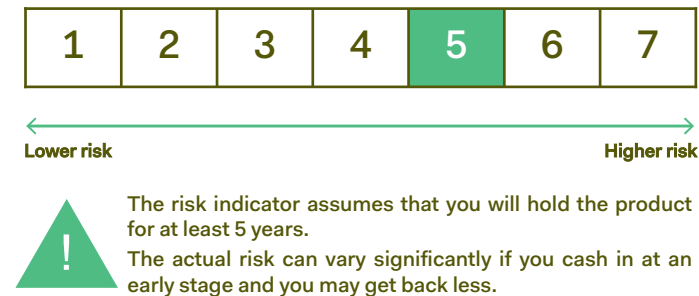 1 2 3 4 5 6 7
Lower risk Higher risk
!
The risk indicator assumes that you will hold the product
for at least 5 years.
The actual risk can vary significantly if you cash in at an
early stage and you may get back less.